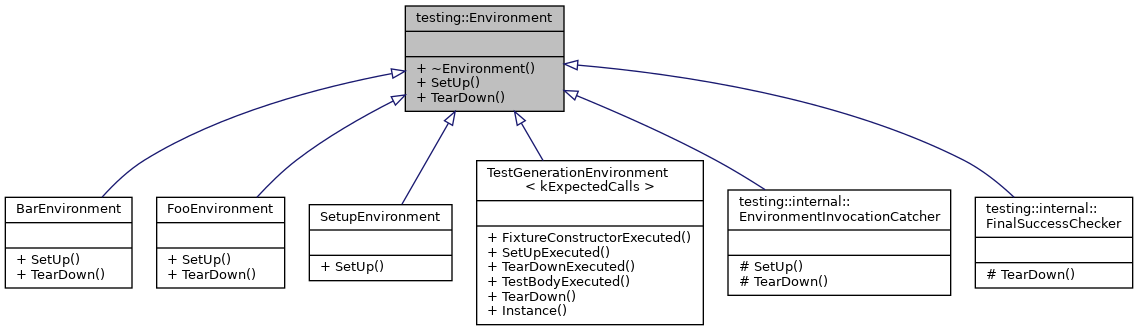 testing::Environment
+ ~Environment()
+ SetUp()
+ TearDown()
BarEnvironment
+ SetUp()
+ TearDown()
FooEnvironment
+ SetUp()
+ TearDown()
SetupEnvironment
+ SetUp()
TestGenerationEnvironment
< kExpectedCalls >
+ FixtureConstructorExecuted()
+ SetUpExecuted()
+ TearDownExecuted()
+ TestBodyExecuted()
+ TearDown()
+ Instance()
testing::internal::
EnvironmentInvocationCatcher
# SetUp()
# TearDown()
testing::internal::
FinalSuccessChecker
# TearDown()